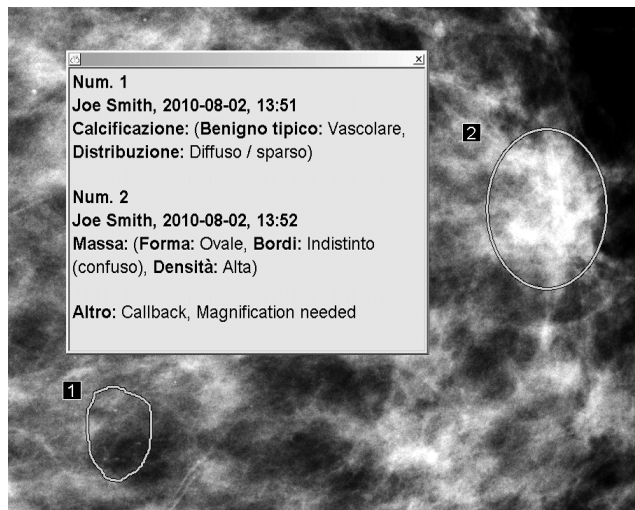 Num. 1
Joe Smith, 2010-08-02, 13:51
Calcificazione: (Benigno tipico: Vascolare,
Distribuzione: Diffuso / sparso)
Num. 2
Joe Smith, 2010-08-02, 13:52
Massa: (Forma: Ovale, Bordi: Indistinto
(confuso), Densità: Alta)
Altro: Callback, Magnification needed
2
1